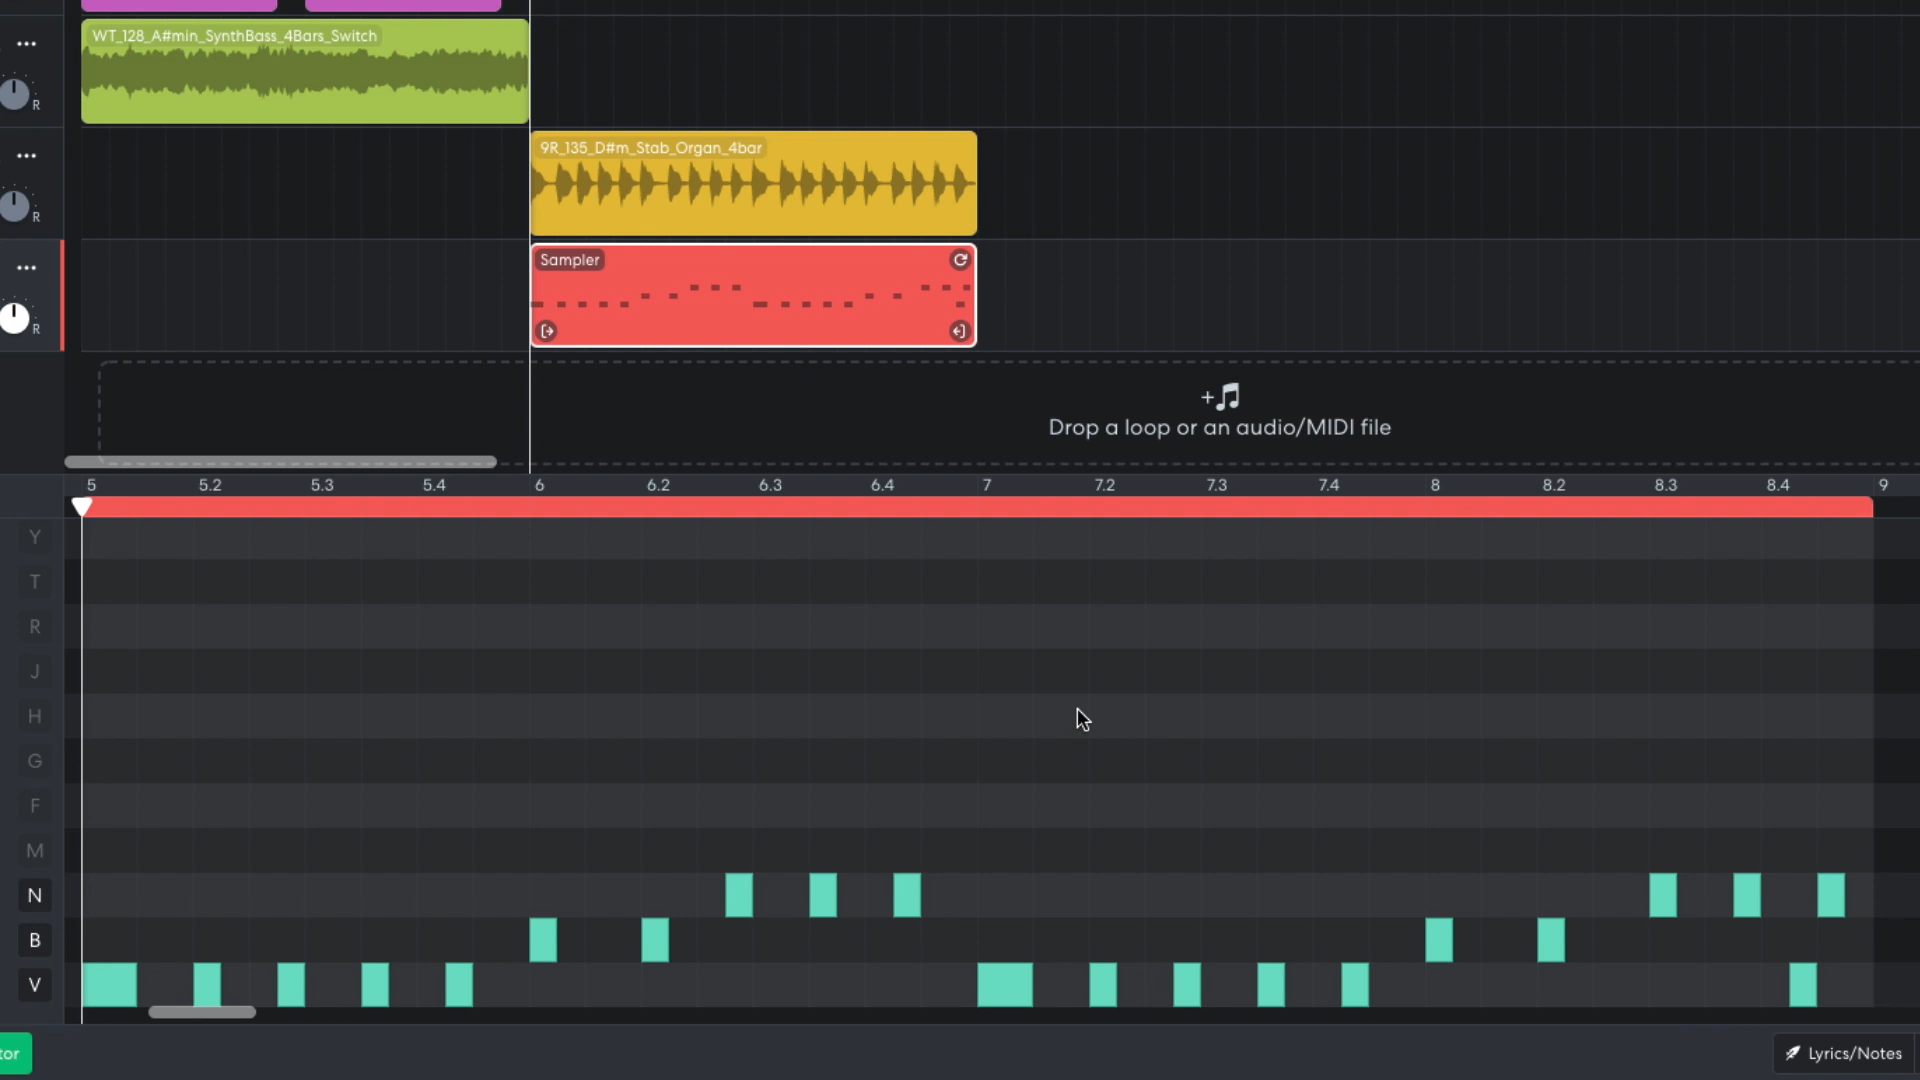 WT_128_A#min_SynthBass_4Bars_Switch
R
9R_135_D#m_Stab_Organ_4bar
R
Sampler
R
+
Drop a loop or an audio/MIDI file
5 5.2 5.3 5.4 6 6.2 6.3 6.4 7 7.2 7.3 7.4 8 8.2 8.3 8.4 9
Y
T
R
J
H
G
F
M
N
B
V
tor
Lyrics/Notes